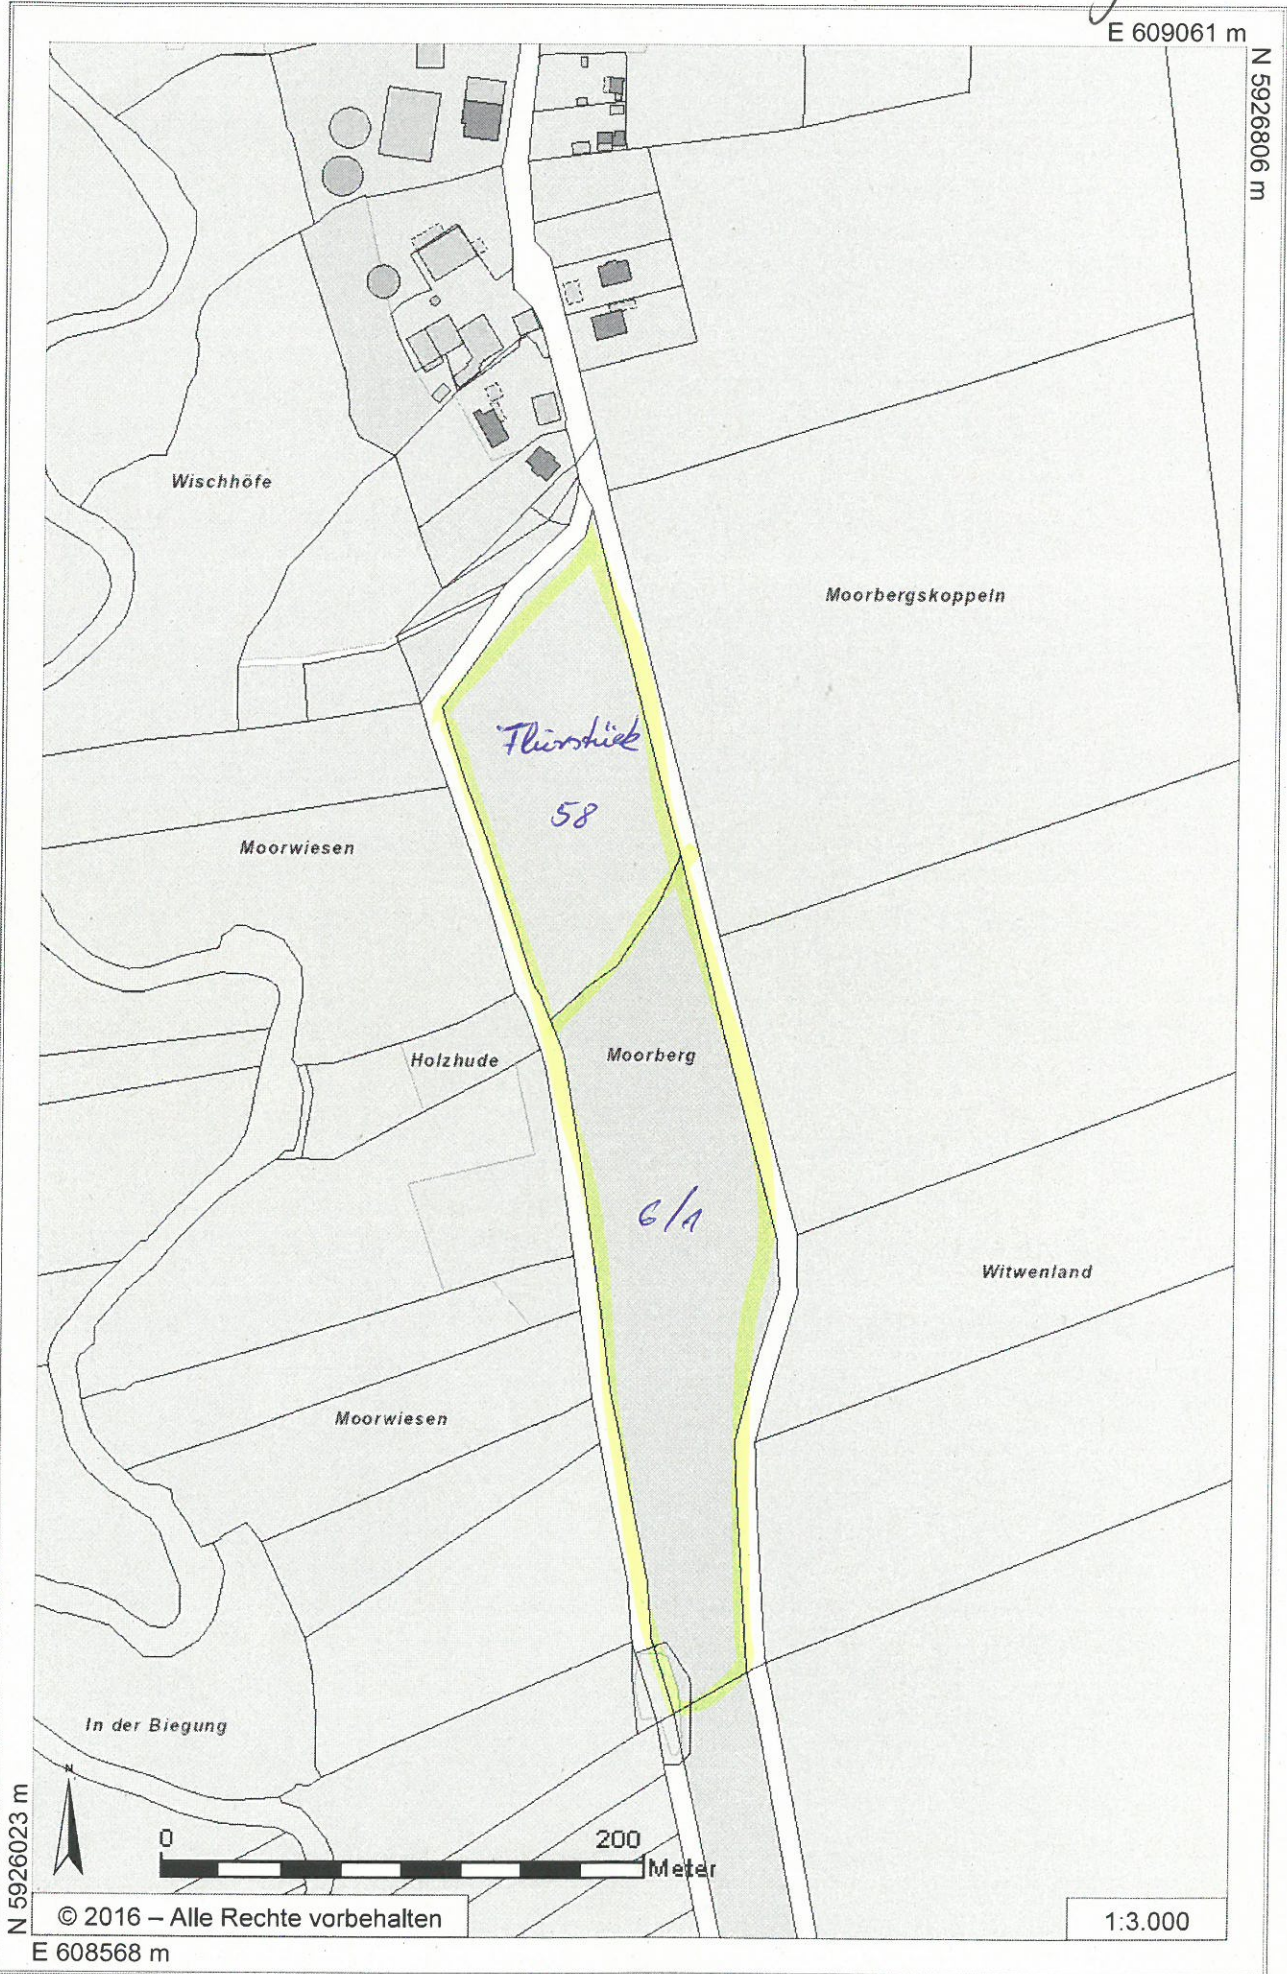 E 609061 m
N 5926806 m
Wischhöfe
Moorbergskoppeln
Flurstück
58
Moorwiesen
Holzhude
Moorberg
6/1
Witwenland
Moorwiesen
In der Biegung
N
0 200
Meter
N 5926023 m
© 2016 – Alle Rechte vorbehalten
1:3.000
E 608568 m